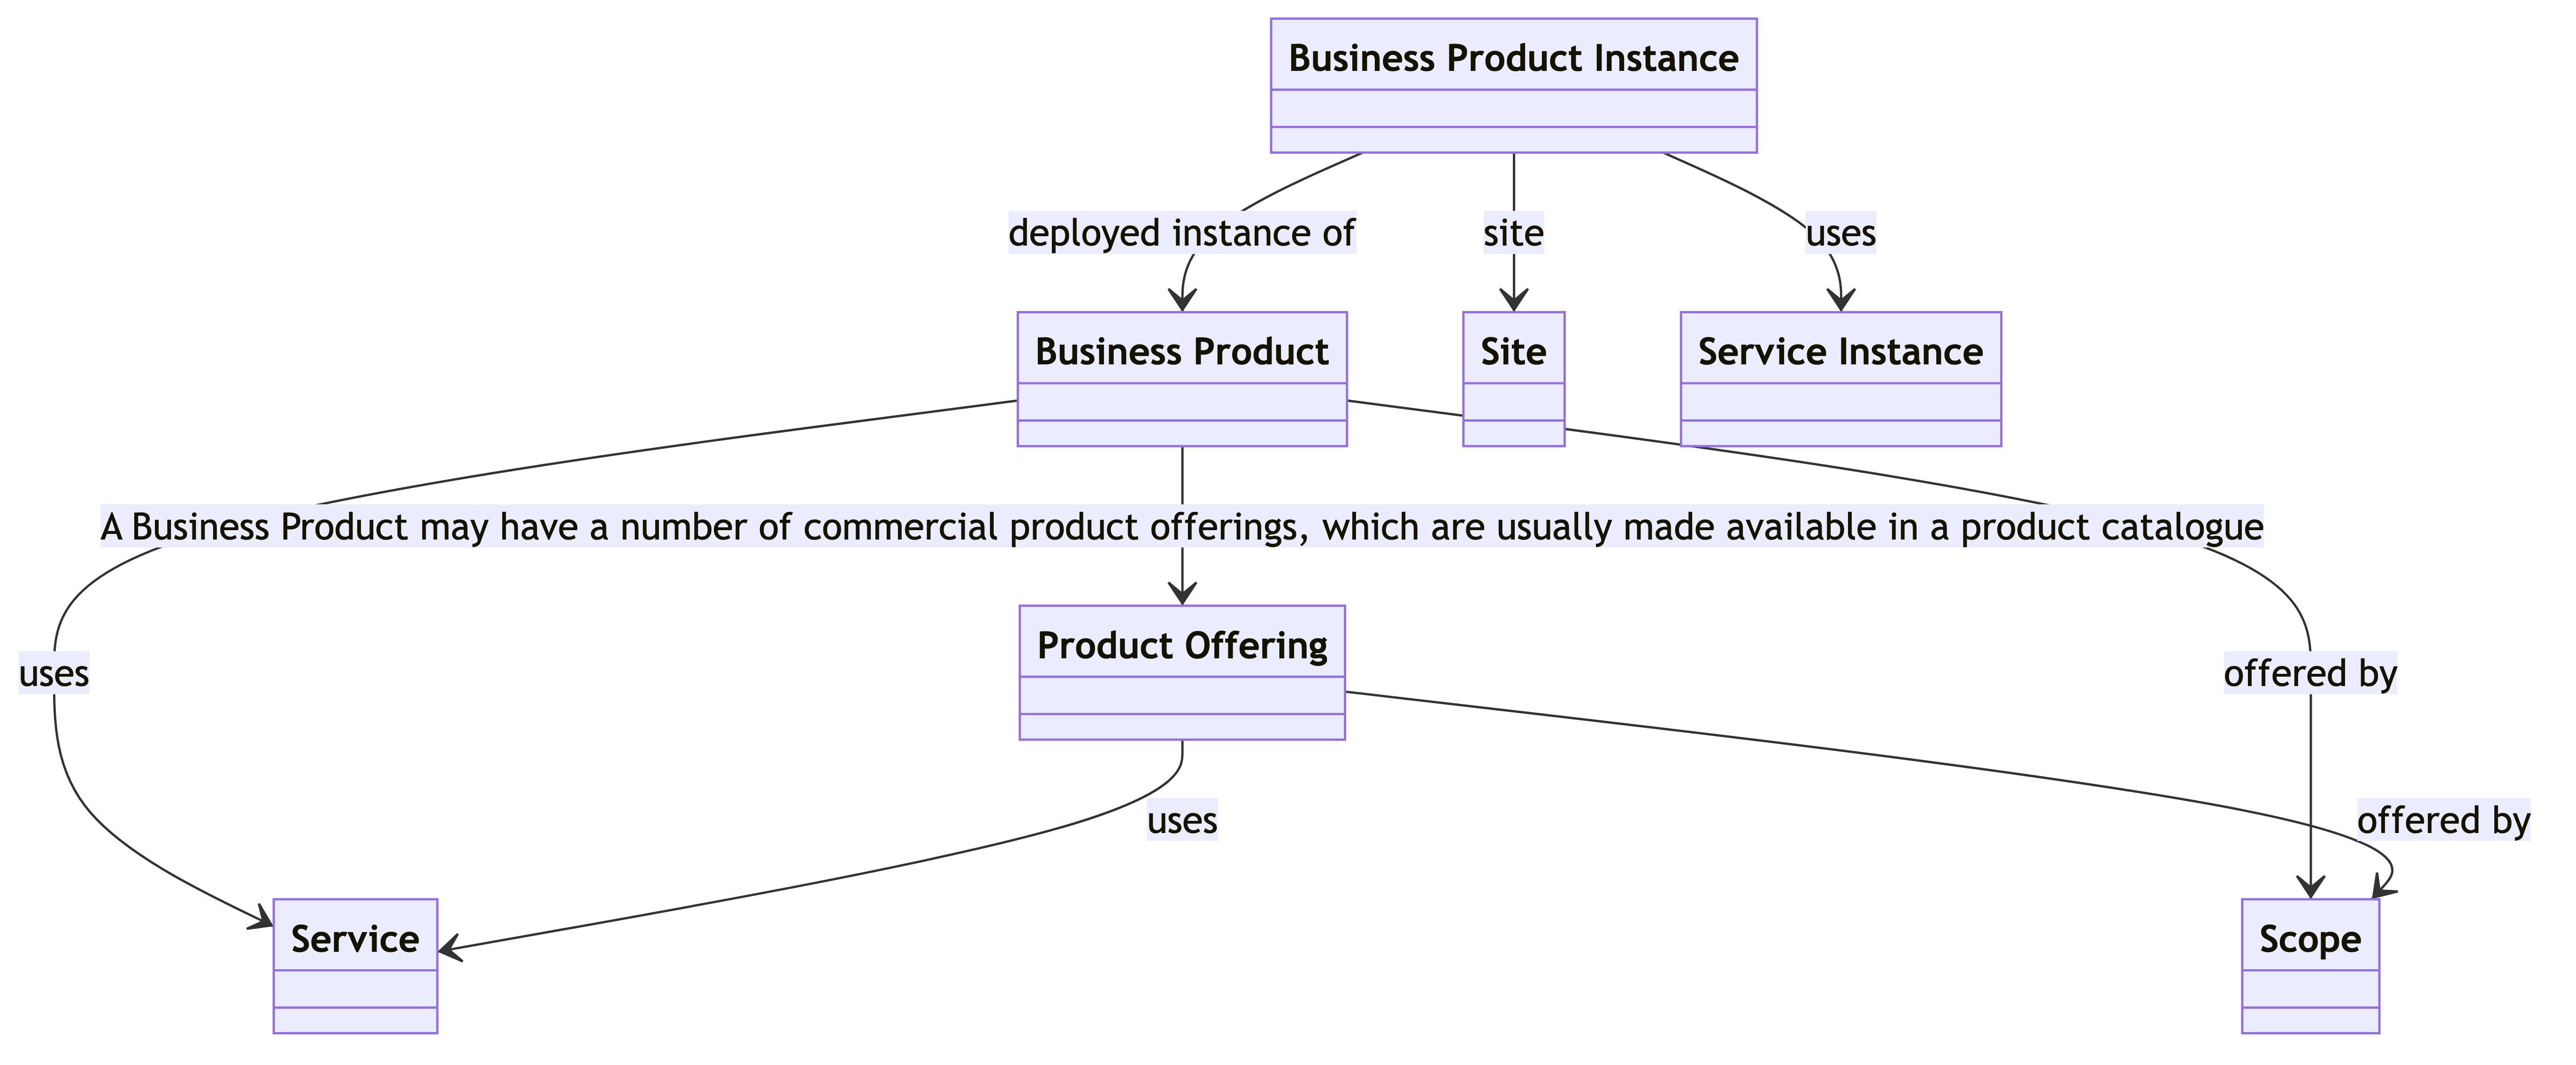 Business Product Instance
deployed instance of
site
uses
Business Product
Site
Service Instance
A Business Product may have a number of commercial product offerings, which are usually made available in a product catalogue
Product Offering
uses
offered by
uses
offered by
Service
Scope